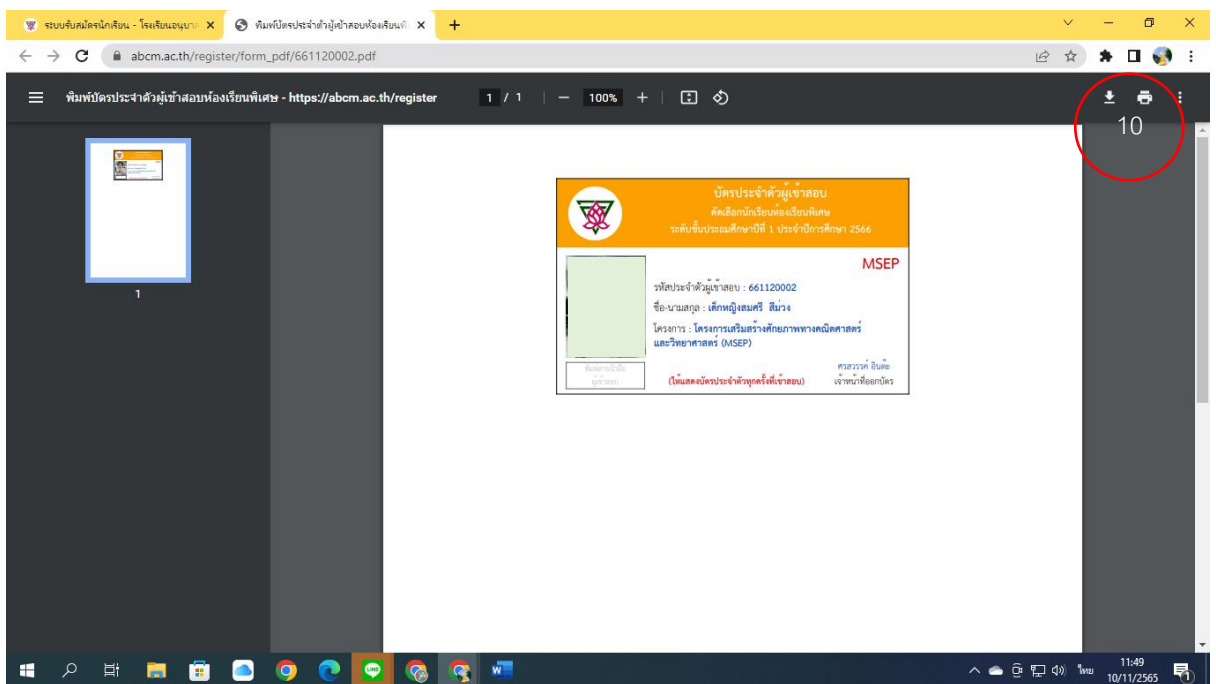 ระบบรับสมัครนักเรียน - โรงเรียนอนุบาล
พิมพ์บัตรประจำตัวผู้เข้าสอบห้องเรียนพิ
abcm.ac.th/register/form_pdf/661120002.pdf
พิมพ์บัตรประจำตัวผู้เข้าสอบห้องเรียนพิเศษ - https://abcm.ac.th/register
1 / 1
100%
10
1
บัตรประจำตัวผู้เข้าสอบ
คัดเลือกนักเรียนห้องเรียนพิเศษ
ระดับชั้นประถมศึกษาปีที่ 1 ประจำปีการศึกษา 2566
MSEP
รหัสประจำตัวผู้เข้าสอบ : 661120002
ชื่อ-นามสกุล : เด็กหญิงสมศรี สีม่วง
โครงการ : โครงการเสริมสร้างศักยภาพทางคณิตศาสตร์
และวิทยาศาสตร์ (MSEP)
พิมพ์ลายนิ้วมือ
ผู้เข้าสอบ
(ให้แสดงบัตรประจำตัวทุกครั้งที่เข้าสอบ)
ศรสวรรค์ อินต๊ะ
เจ้าหน้าที่ออกบัตร
LINE
W
ไทย
11:49
10/11/2565
1